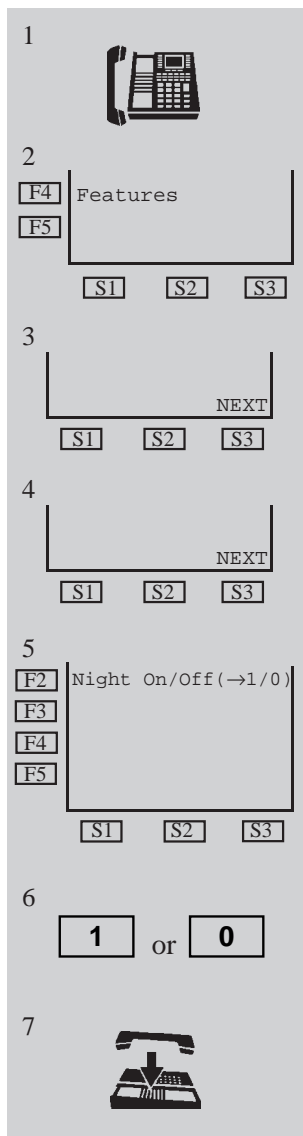 1
2
F4 Features
F5
S1 S2 S3
3
NEXT
S1 S2 S3
4
NEXT
S1 S2 S3
5
F2 Night On/Off(→1/0)
F3
F4
F5
S1 S2 S3
6
1 or 0
7